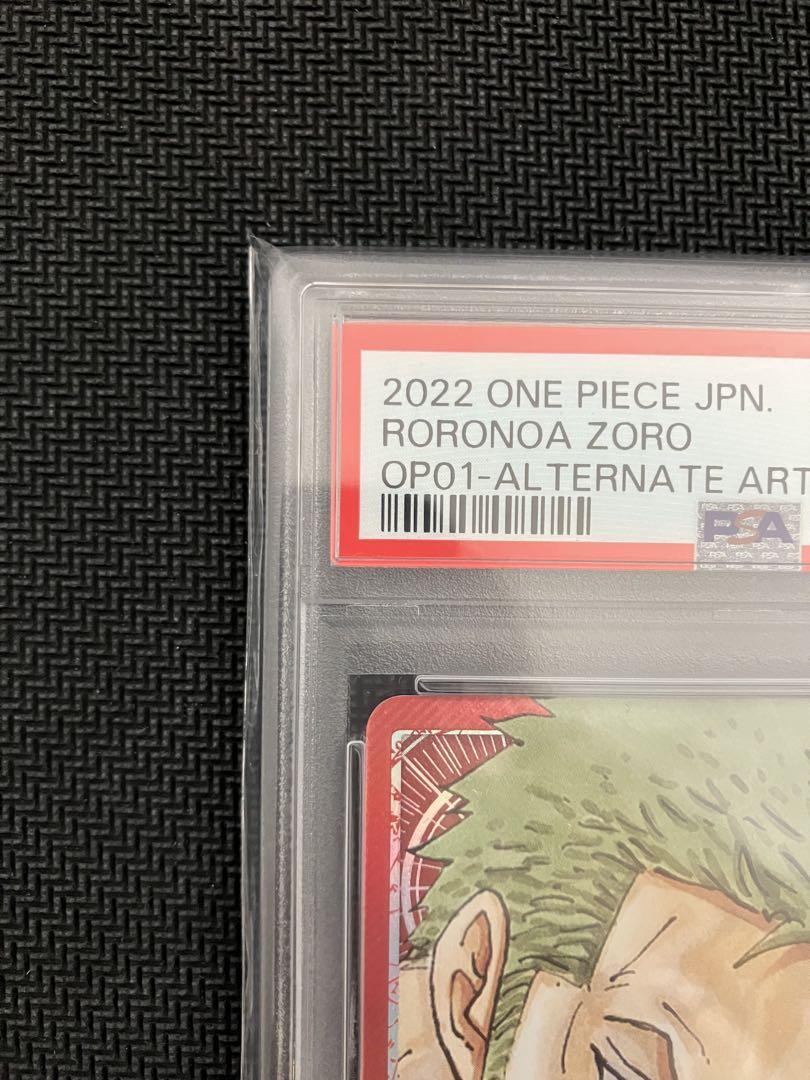 2022 ONE PIECE JPN.
RORONOA ZORO
OP01-ALTERNATE ART
PSA